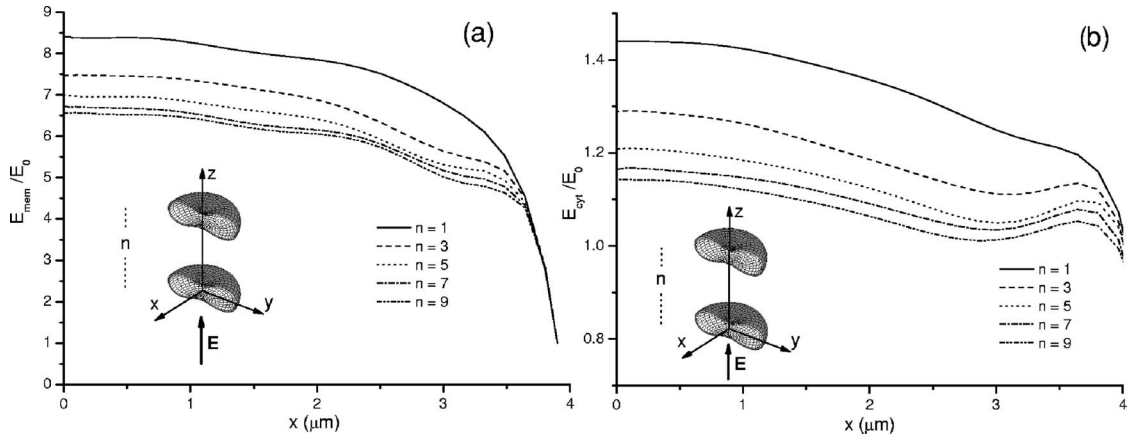 (a)
E_mem/E_0
9
8
7
6
5
4
3
2
1
0
z
n
x
y
E
n = 1
n = 3
n = 5
n = 7
n = 9
0
1
2
3
4
x (μm)
(b)
E_cyt/E_0
1.4
1.2
1.0
0.8
z
n
x
y
E
n = 1
n = 3
n = 5
n = 7
n = 9
0
1
2
3
4
x (μm)